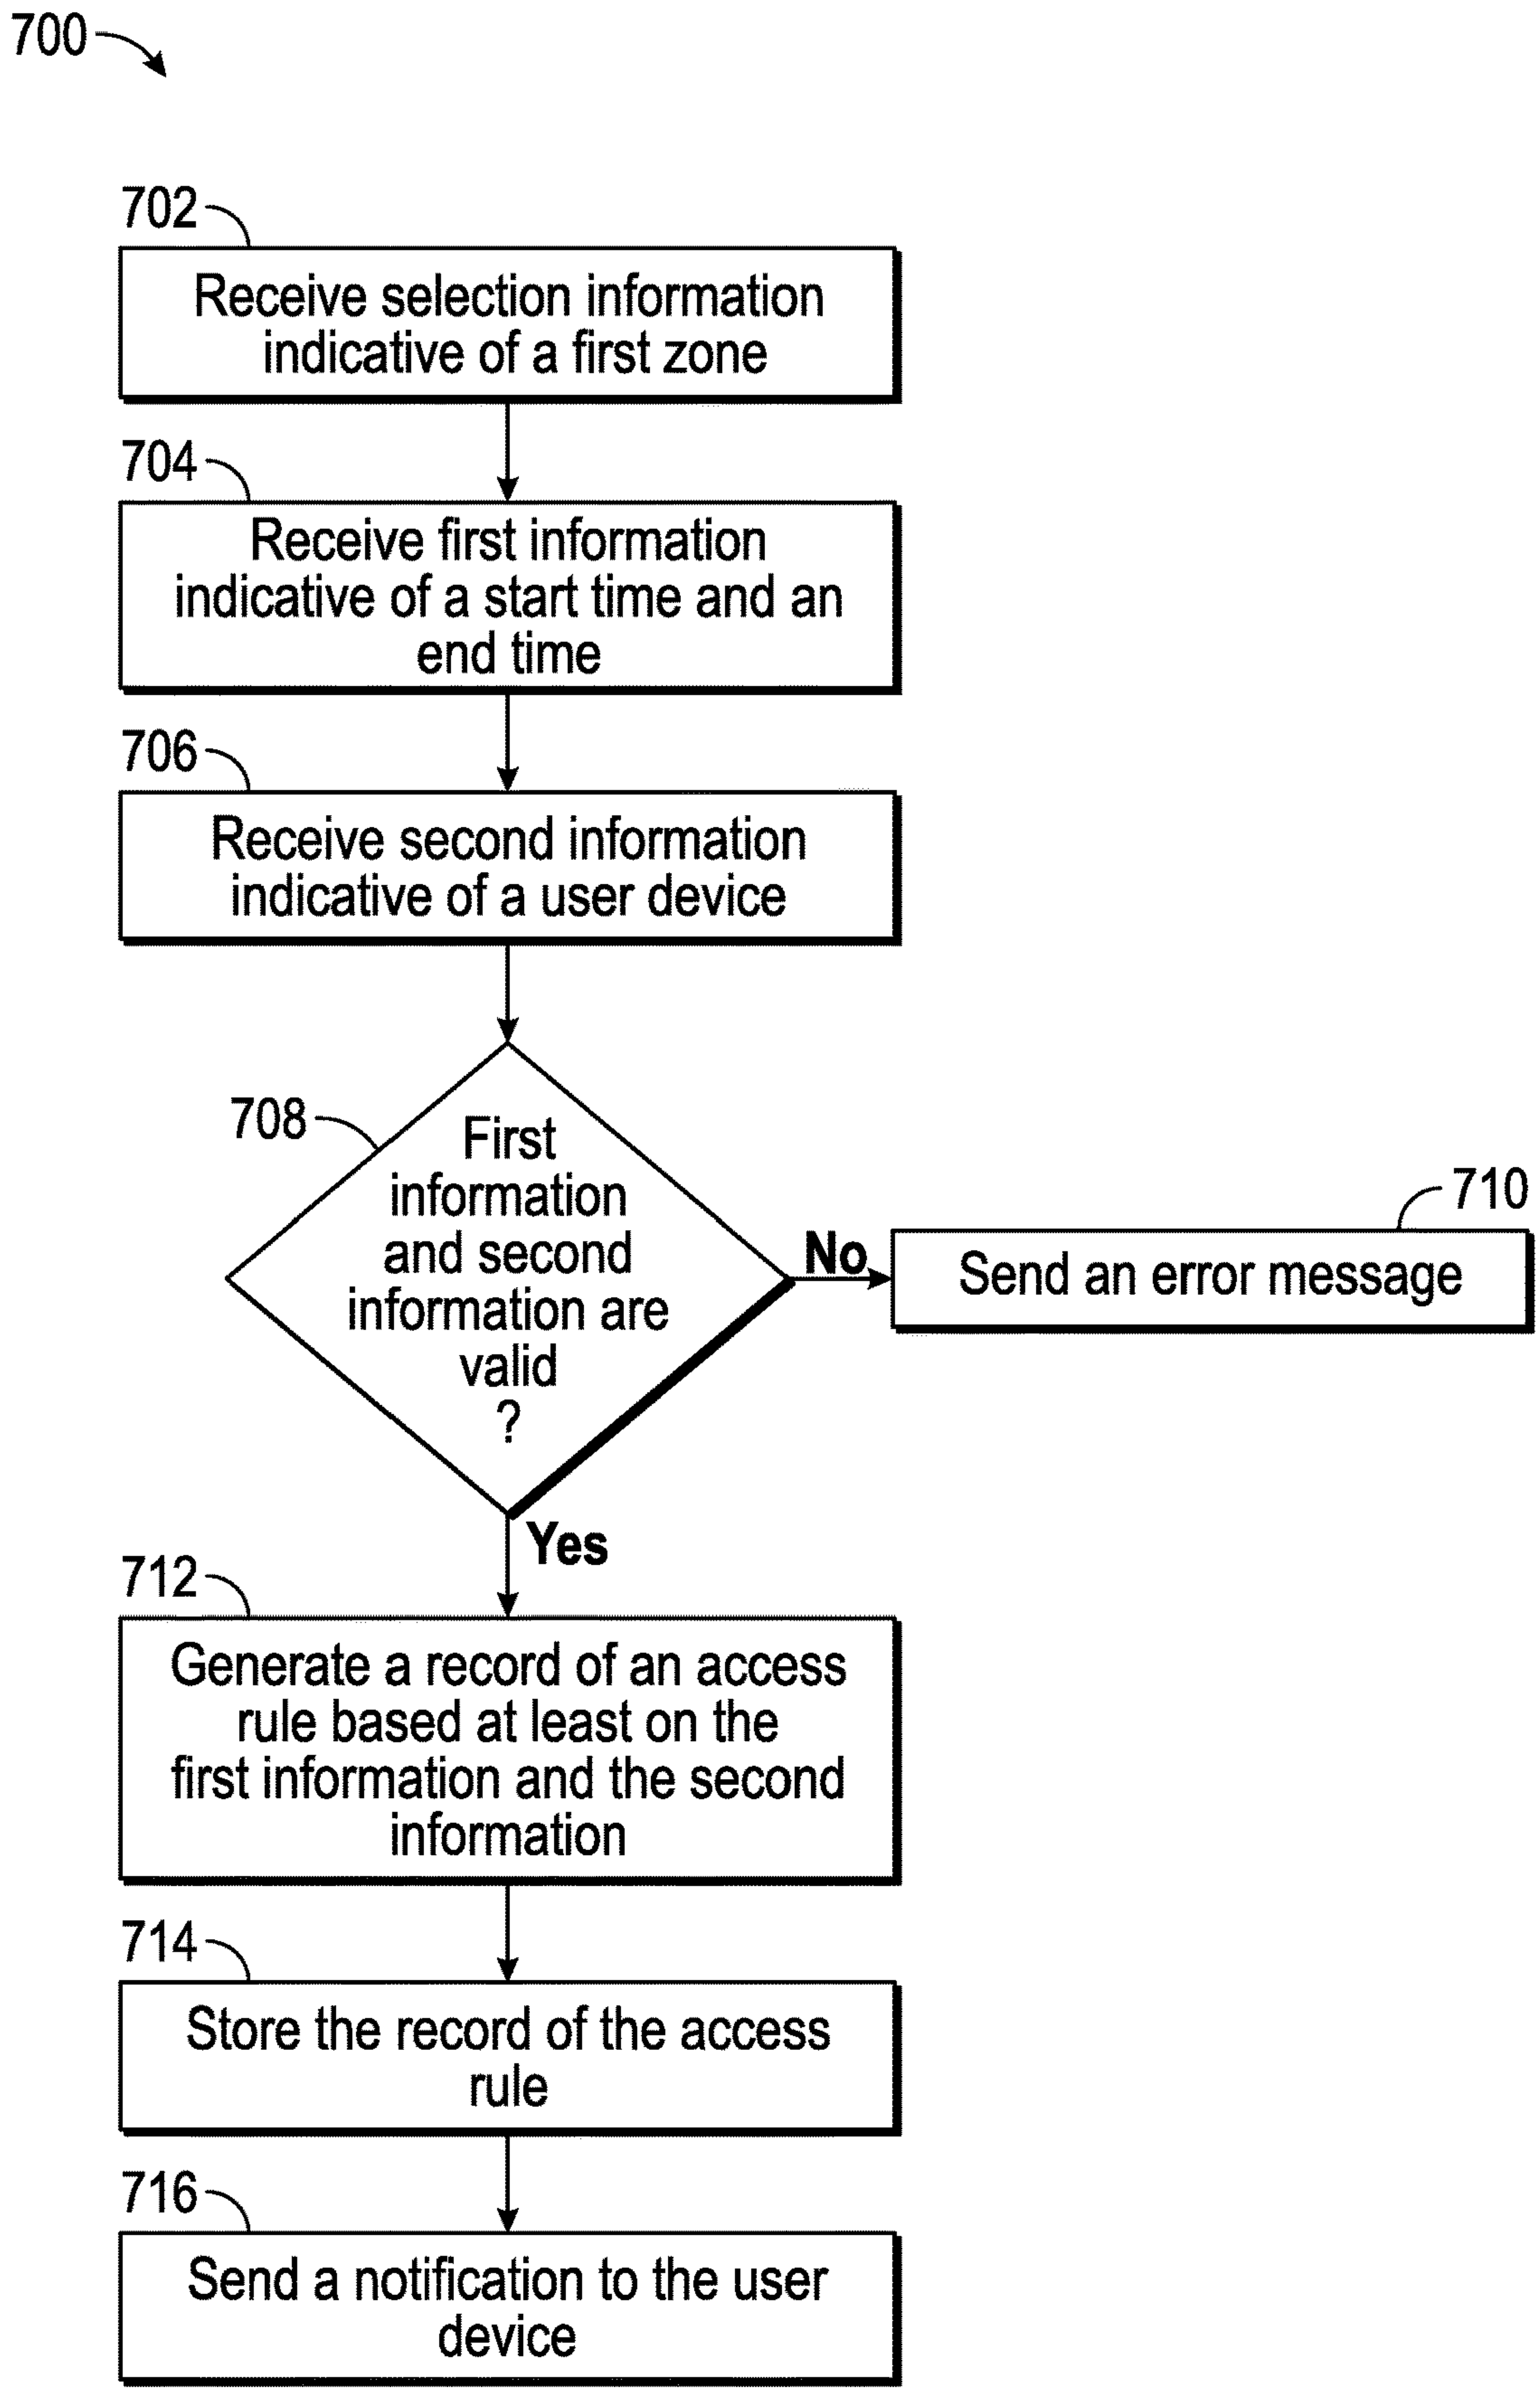 700
702
Receive selection information
indicative of a first zone
704
Receive first information
indicative of a start time and an
end time
706
Receive second information
indicative of a user device
708
First
information
and second
information are
valid
?
No
710
Send an error message
Yes
712
Generate a record of an access
rule based at least on the
first information and the second
information
714
Store the record of the access
rule
716
Send a notification to the user
device